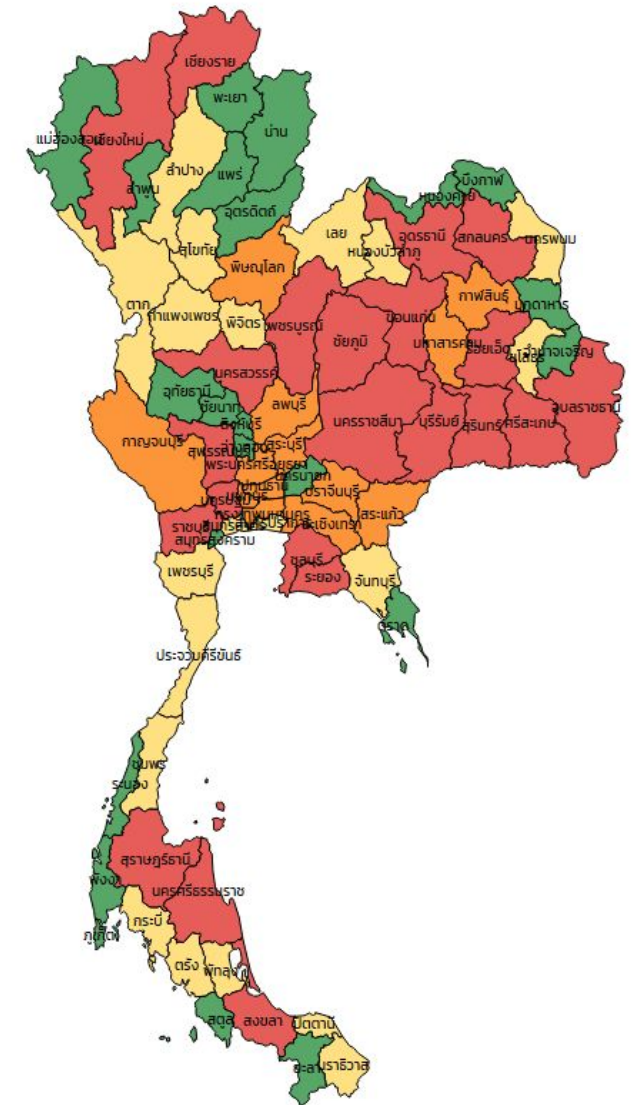 เชียงราย
พะเยา
น่าน
แม่ฮ่องสอน
เชียงใหม่
ลำปาง
แพร่
ลำพูน
อุตรดิตถ์
บึงกาฬ
หนองคาย
เลย
อุดรธานี
สกลนคร
นครพนม
สุโขทัย
หนองบัวลำภู
พิษณุโลก
ตาก
กาฬสินธุ์
มุกดาหาร
กำแพงเพชร
พิจิตร
เพชรบูรณ์
ขอนแก่น
ชัยภูมิ
มหาสารคาม
ร้อยเอ็ด
ยโสธร
อำนาจเจริญ
นครสวรรค์
อุทัยธานี
ชัยนาท
ลพบุรี
อุบลราชธานี
นครราชสีมา
บุรีรัมย์
สุรินทร์
ศรีสะเกษ
สิงห์บุรี
กาญจนบุรี
สระบุรี
พระนครศรีอยุธยา
นครนายก
ปราจีนบุรี
สระแก้ว
กรุงเทพมหานคร
ฉะเชิงเทรา
ราชบุรี
สมุทรสงคราม
ชลบุรี
ระยอง
จันทบุรี
เพชรบุรี
ตราด
ประจวบคีรีขันธ์
ชุมพร
ระนอง
สุราษฎร์ธานี
พังงา
นครศรีธรรมราช
กระบี่
ภูเก็ต
ตรัง
พัทลุง
สตูล
สงขลา
ปัตตานี
ยะลา
นราธิวาส